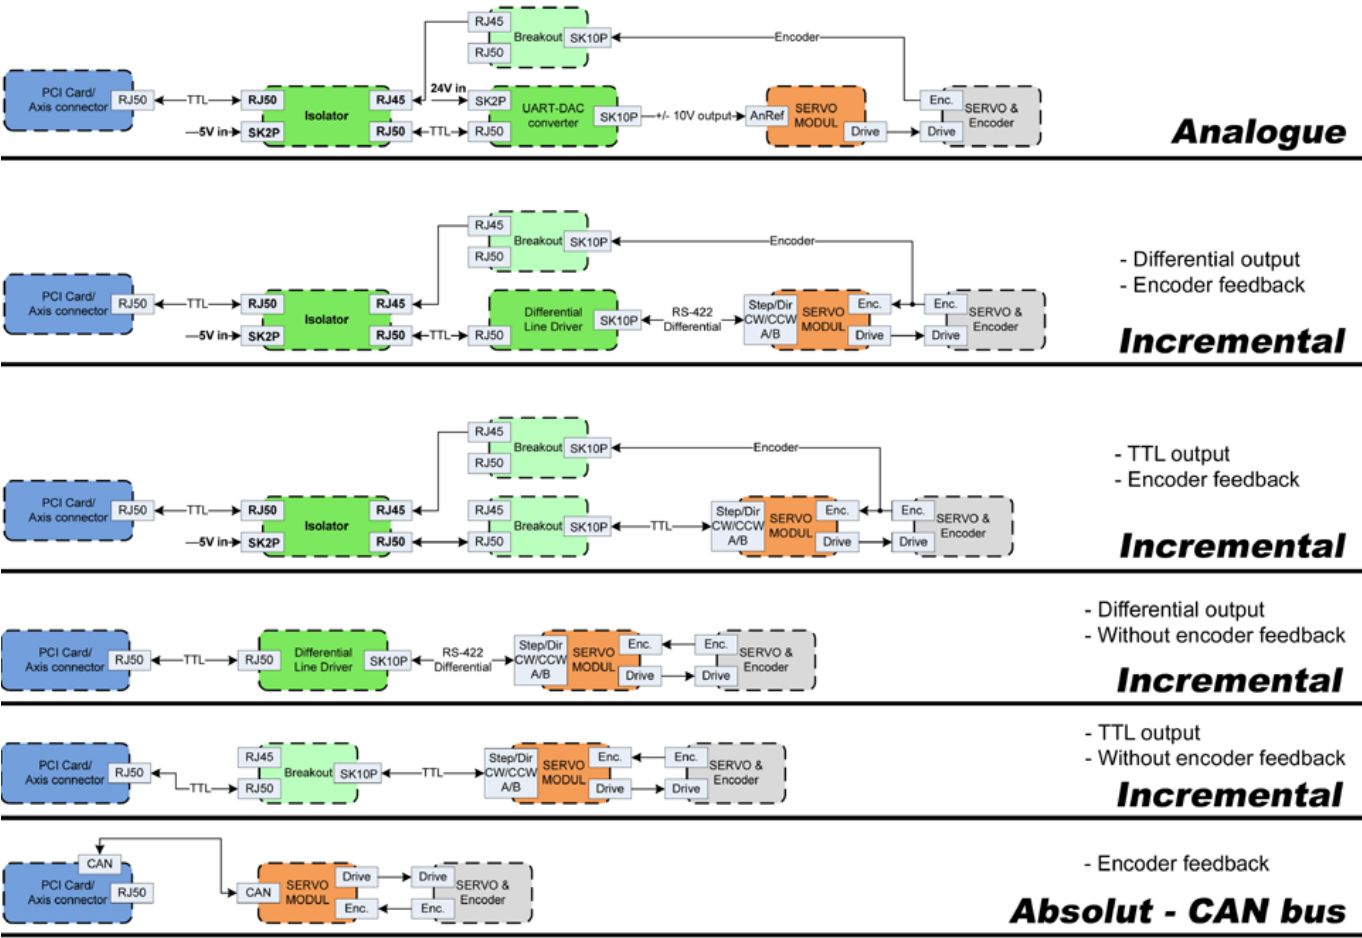 RJ45
Breakout
SK10P
RJ50
Encoder
PCI Card/
Axis connector
RJ50
TTL
RJ50
5V in
SK2P
Isolator
RJ45
RJ50
24V in
TTL
SK2P
RJ50
UART-DAC
converter
SK10P
+/- 10V output
AnRef
SERVO
MODUL
Drive
Enc.
Drive
SERVO &
Encoder
Analogue
RJ45
Breakout
SK10P
RJ50
Encoder
PCI Card/
Axis connector
RJ50
TTL
RJ50
5V in
SK2P
Isolator
RJ45
RJ50
TTL
RJ50
Differential
Line Driver
SK10P
RS-422
Differential
Step/Dir
CW/CCW
A/B
SERVO
MODUL
Enc.
Drive
Enc.
Drive
SERVO &
Encoder
- Differential output
- Encoder feedback
Incremental
RJ45
Breakout
SK10P
RJ50
Encoder
PCI Card/
Axis connector
RJ50
TTL
RJ50
5V in
SK2P
Isolator
RJ45
RJ50
RJ45
RJ50
Breakout
SK10P
TTL
Step/Dir
CW/CCW
A/B
SERVO
MODUL
Enc.
Drive
Enc.
Drive
SERVO &
Encoder
- TTL output
- Encoder feedback
Incremental
PCI Card/
Axis connector
RJ50
TTL
RJ50
Differential
Line Driver
SK10P
RS-422
Differential
Step/Dir
CW/CCW
A/B
SERVO
MODUL
Enc.
Drive
Enc.
Drive
SERVO &
Encoder
- Differential output
- Without encoder feedback
Incremental
PCI Card/
Axis connector
RJ50
TTL
RJ45
RJ50
Breakout
SK10P
TTL
Step/Dir
CW/CCW
A/B
SERVO
MODUL
Enc.
Drive
Enc.
Drive
SERVO &
Encoder
- TTL output
- Without encoder feedback
Incremental
CAN
PCI Card/
Axis connector
RJ50
CAN
SERVO
MODUL
Drive
Enc.
Drive
Enc.
SERVO &
Encoder
- Encoder feedback
Absolut - CAN bus